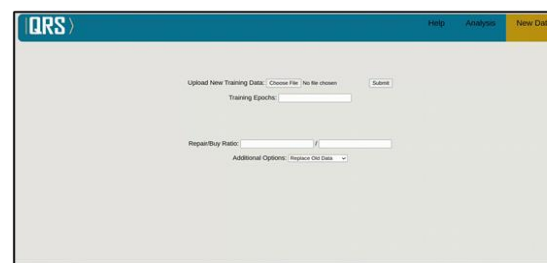 |QRS⟩
Help Analysis New Dat
Upload New Training Data: Choose File No file chosen Submit
Training Epochs:
Repair/Buy Ratio: /
Additional Options: Replace Old Data